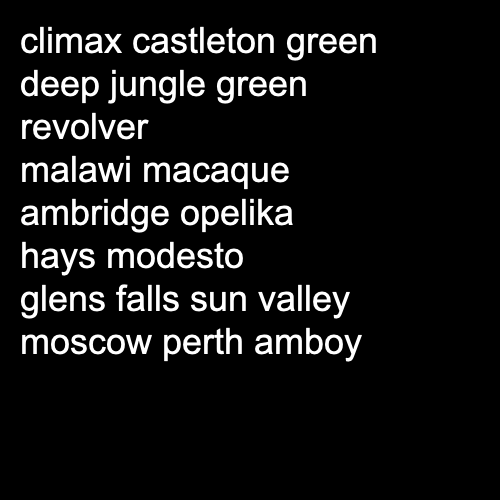 climax castleton green
deep jungle green
revolver
malawi macaque
ambridge opelika
hays modesto
glens falls sun valley
moscow perth amboy